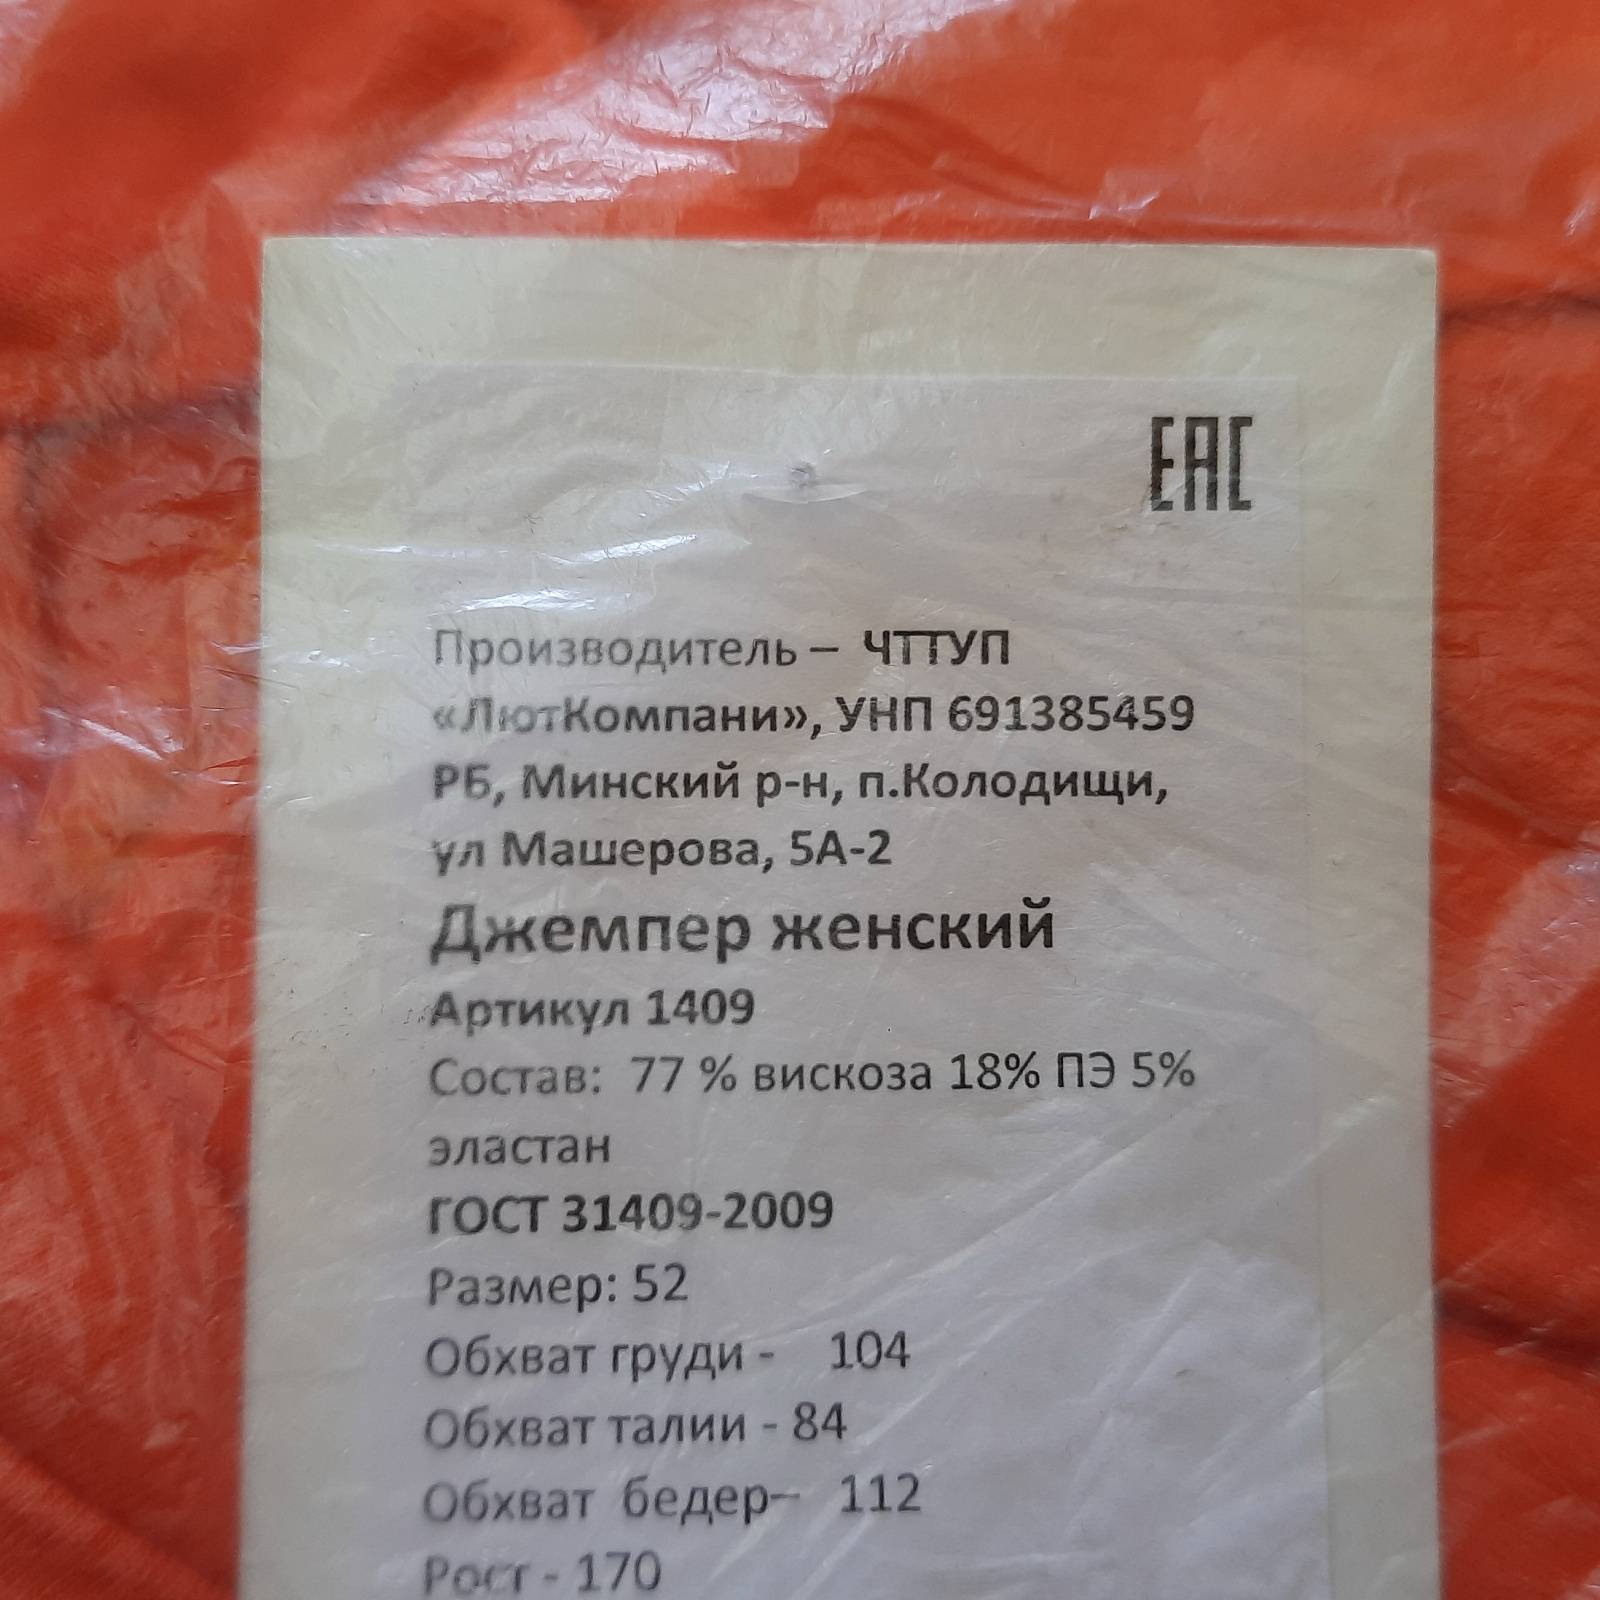 ЕАС
Производитель – ЧТТУП
«ЛютКомпани», УНП 691385459
РБ, Минский р-н, п.Колодищи,
ул Машерова, 5А-2
Джемпер женский
Артикул 1409
Состав: 77 % вискоза 18% ПЭ 5%
эластан
ГОСТ 31409-2009
Размер: 52
Обхват груди - 104
Обхват талии - 84
Обхват бедер– 112
Рост - 170